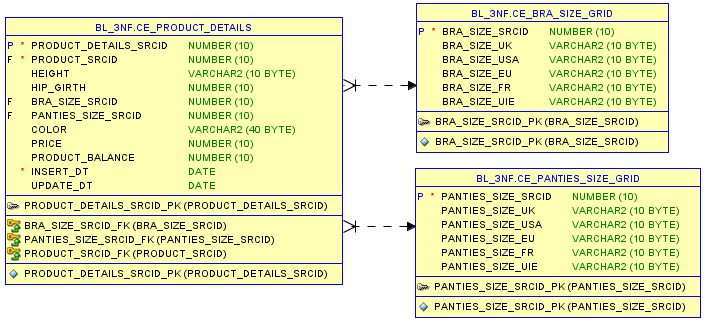 BL_3NF.CE_PRODUCT_DETAILS
P * PRODUCT_DETAILS_SRCID NUMBER (10)
F * PRODUCT_SRCID NUMBER (10)
HEIGHT VARCHAR2 (10 BYTE)
HIP_GIRTH NUMBER (10)
F BRA_SIZE_SRCID NUMBER (10)
F PANTIES_SIZE_SRCID NUMBER (10)
COLOR VARCHAR2 (40 BYTE)
PRICE NUMBER (10)
PRODUCT_BALANCE NUMBER (10)
* INSERT_DT DATE
UPDATE_DT DATE
PRODUCT_DETAILS_SRCID_PK (PRODUCT_DETAILS_SRCID)
BRA_SIZE_SRCID_FK (BRA_SIZE_SRCID)
PANTIES_SIZE_SRCID_FK (PANTIES_SIZE_SRCID)
PRODUCT_SRCID_FK (PRODUCT_SRCID)
PRODUCT_DETAILS_SRCID_PK (PRODUCT_DETAILS_SRCID)
BL_3NF.CE_BRA_SIZE_GRID
P * BRA_SIZE_SRCID NUMBER (10)
BRA_SIZE_UK VARCHAR2 (10 BYTE)
BRA_SIZE_USA VARCHAR2 (10 BYTE)
BRA_SIZE_EU VARCHAR2 (10 BYTE)
BRA_SIZE_FR VARCHAR2 (10 BYTE)
BRA_SIZE_UIE VARCHAR2 (10 BYTE)
BRA_SIZE_SRCID_PK (BRA_SIZE_SRCID)
BRA_SIZE_SRCID_PK (BRA_SIZE_SRCID)
BL_3NF.CE_PANTIES_SIZE_GRID
P * PANTIES_SIZE_SRCID NUMBER (10)
PANTIES_SIZE_UK VARCHAR2 (10 BYTE)
PANTIES_SIZE_USA VARCHAR2 (10 BYTE)
PANTIES_SIZE_EU VARCHAR2 (10 BYTE)
PANTIES_SIZE_FR VARCHAR2 (10 BYTE)
PANTIES_SIZE_UIE VARCHAR2 (10 BYTE)
PANTIES_SIZE_SRCID_PK (PANTIES_SIZE_SRCID)
PANTIES_SIZE_SRCID_PK (PANTIES_SIZE_SRCID)